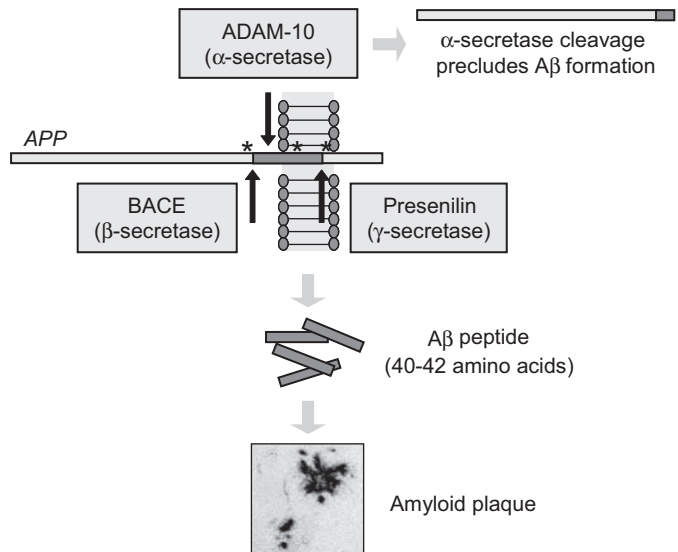 ADAM-10
(α-secretase)
α-secretase cleavage
precludes Aβ formation
APP
* * *
BACE
(β-secretase)
Presenilin
(γ-secretase)
Aβ peptide
(40-42 amino acids)
Amyloid plaque